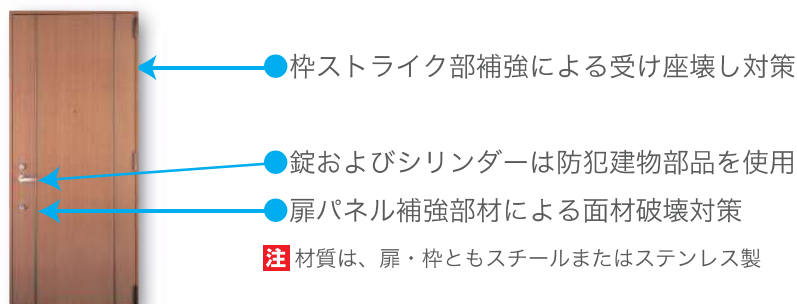 ●枠ストライク部補強による受け座壊し対策
●錠およびシリンダーは防犯建物部品を使用
●扉パネル補強部材による面材破壊対策
注 材質は、扉・枠ともスチールまたはステンレス製